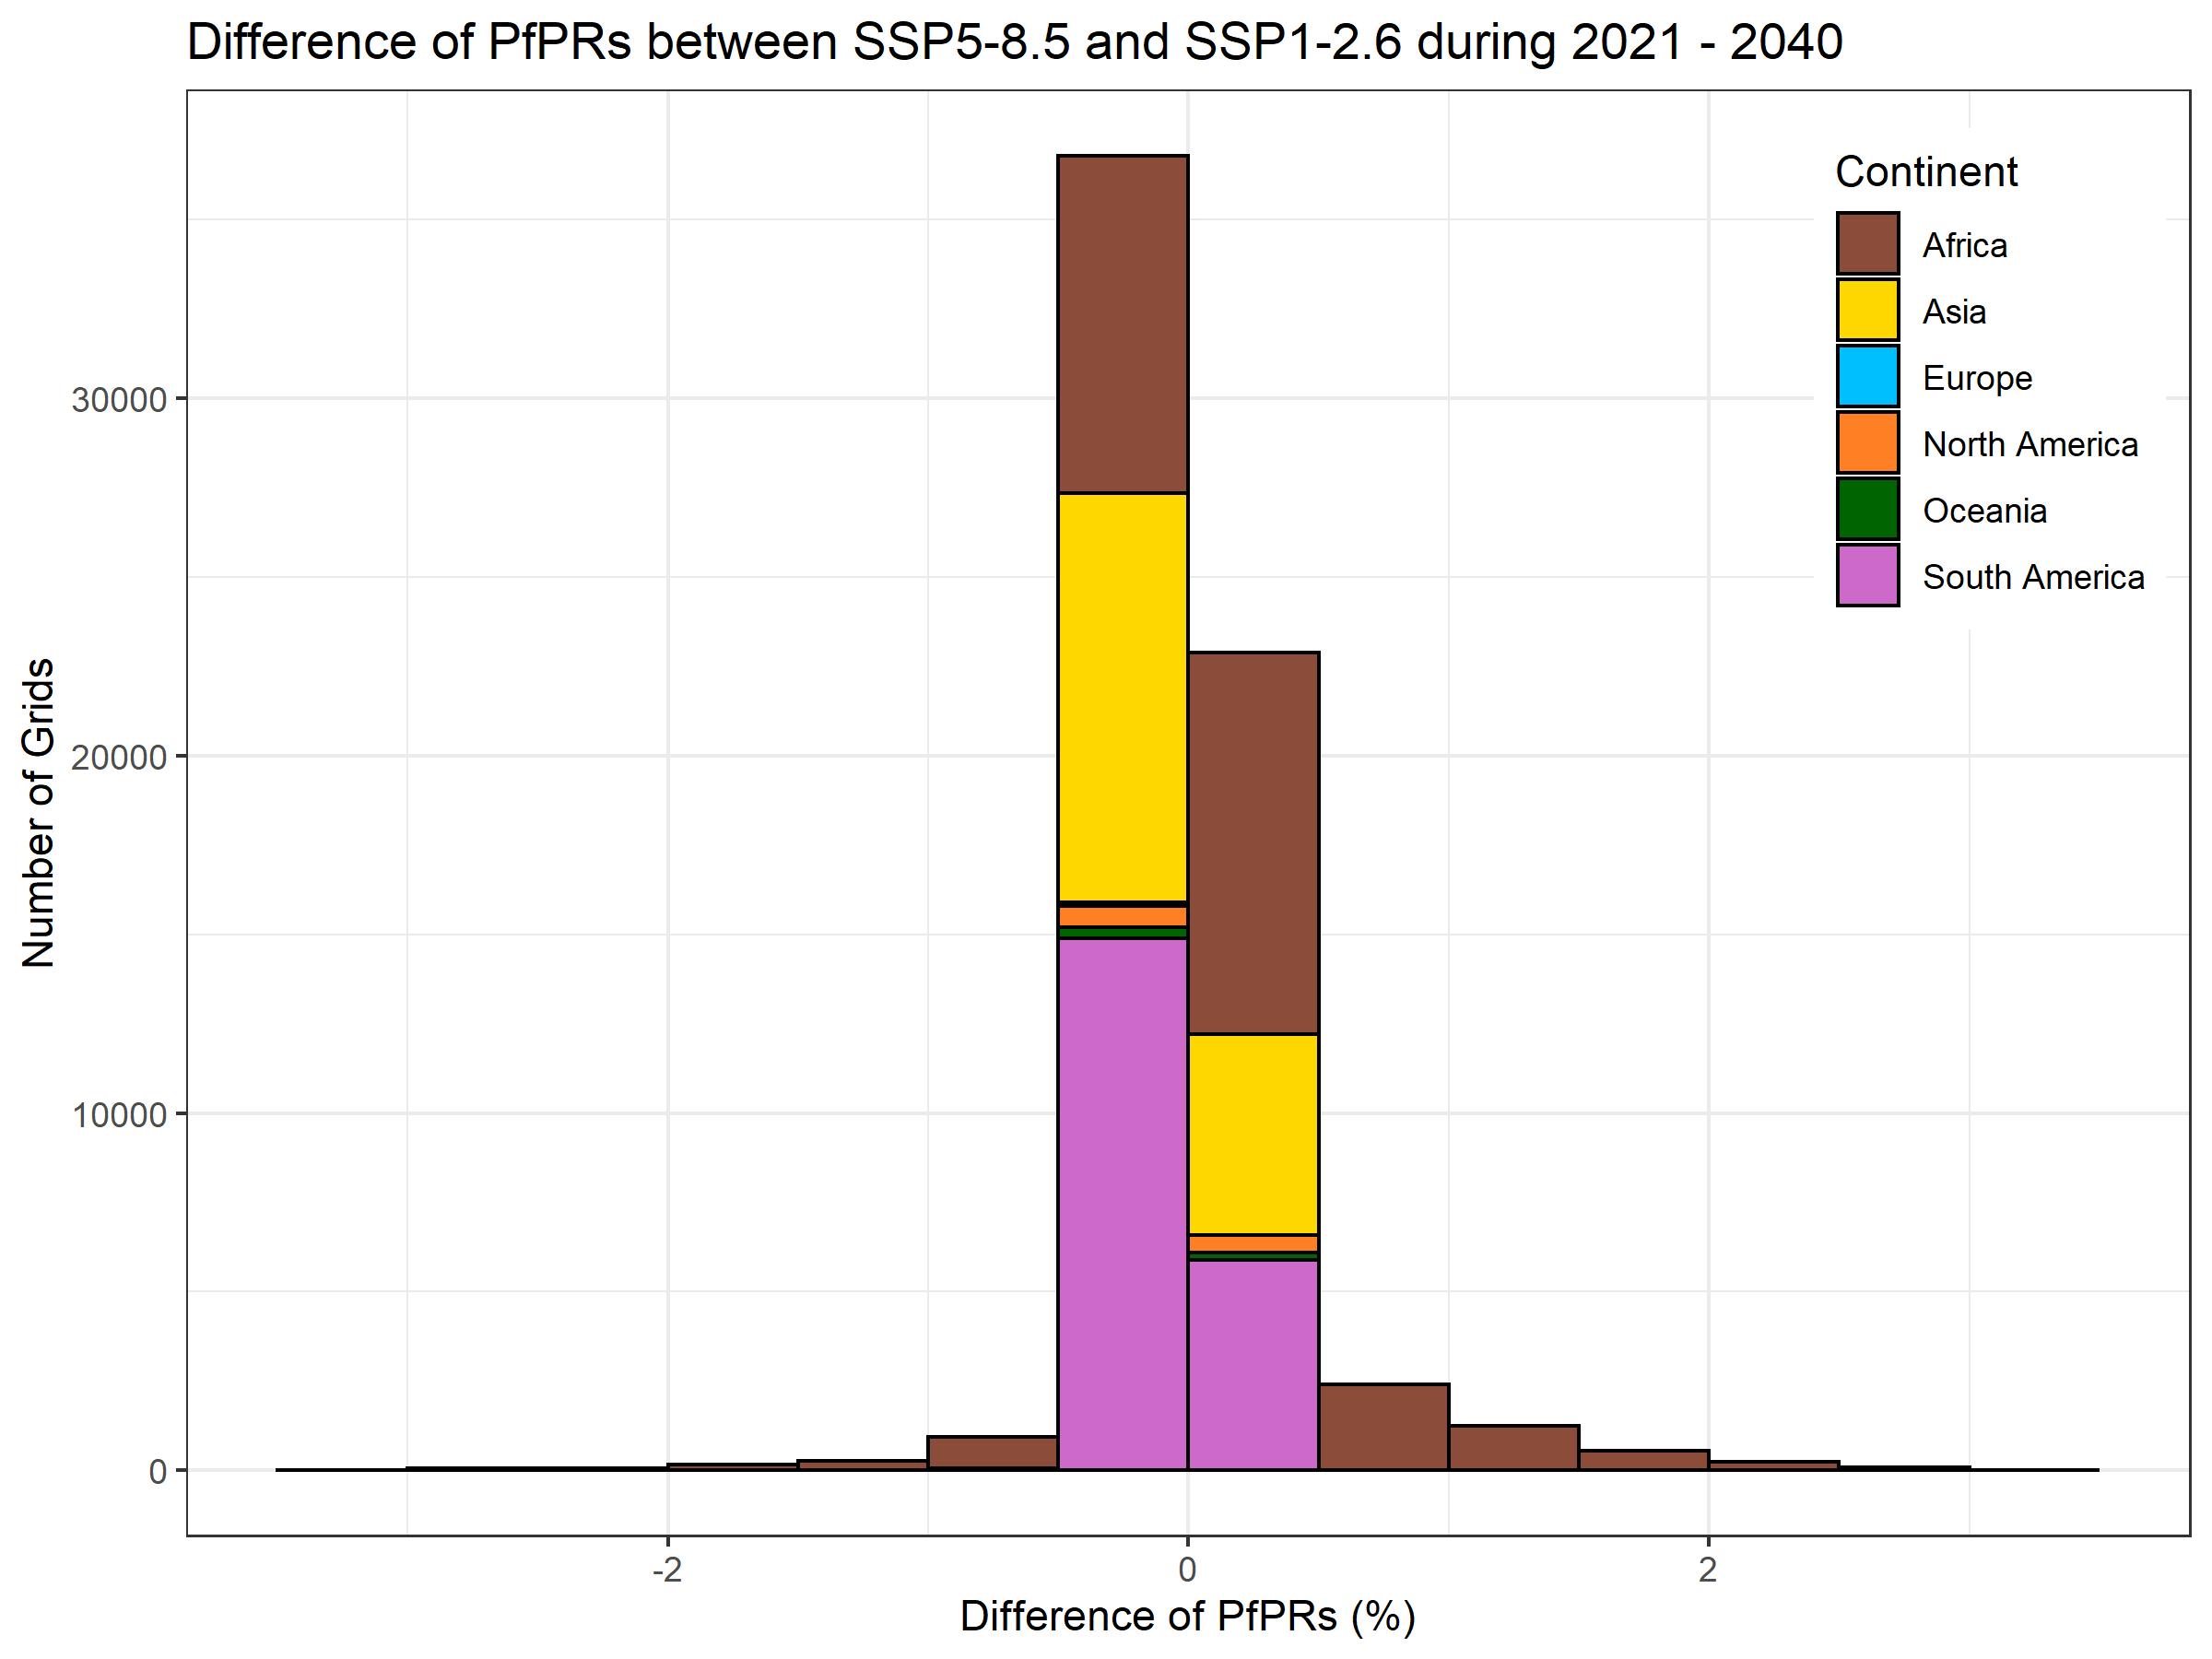 Difference of PfPRs between SSP5-8.5 and SSP1-2.6 during 2021 - 2040
Continent
Africa
Asia
Europe
North America
Oceania
South America
Number of Grids
30000
20000
10000
0
-2
0
2
Difference of PfPRs (%)